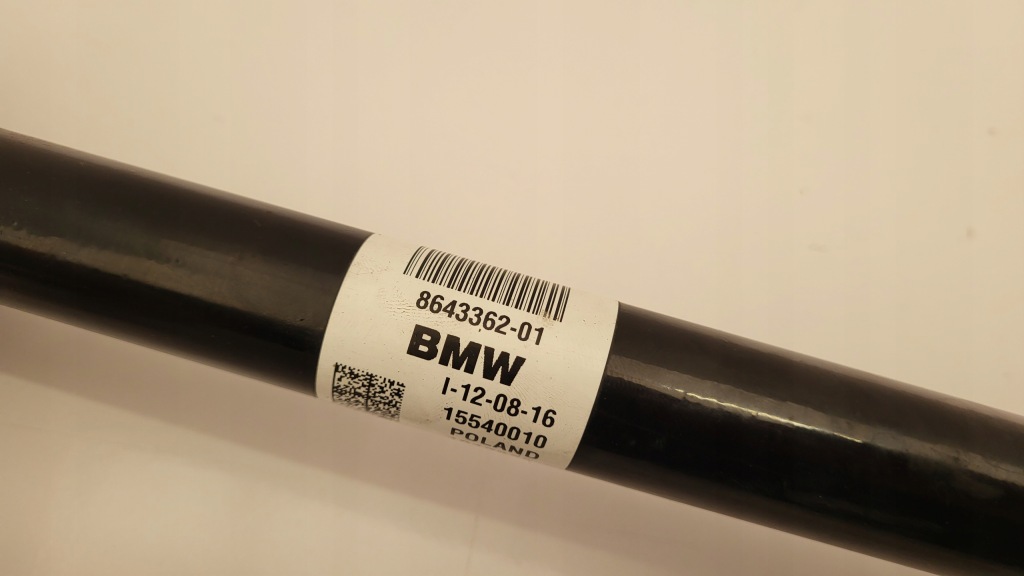 8643362-01
BMW
I-12-08-16
15540010
POLAND